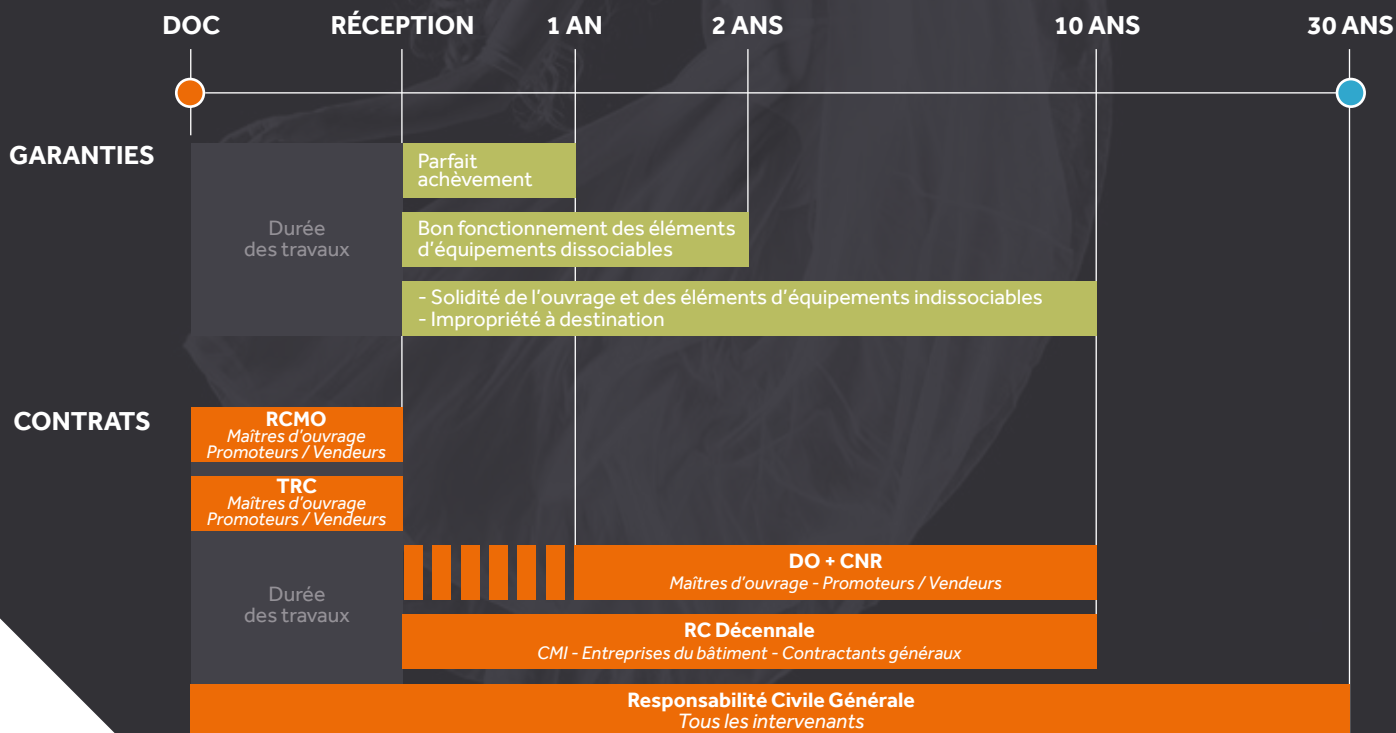 DOC RÉCEPTION 1 AN 2 ANS 10 ANS 30 ANS
GARANTIES
Durée
des travaux
Parfait
achèvement
Bon fonctionnement des éléments
d'équipements dissociables
- Solidité de l'ouvrage et des éléments d'équipements indissociables
- Impropriété à destination
CONTRATS
RCMO
Maîtres d'ouvrage
Promoteurs / Vendeurs
TRC
Maîtres d'ouvrage
Promoteurs / Vendeurs
Durée
des travaux
DO + CNR
Maîtres d'ouvrage - Promoteurs / Vendeurs
RC Décennale
CMI - Entreprises du bâtiment - Contractants généraux
Responsabilité Civile Générale
Tous les intervenants